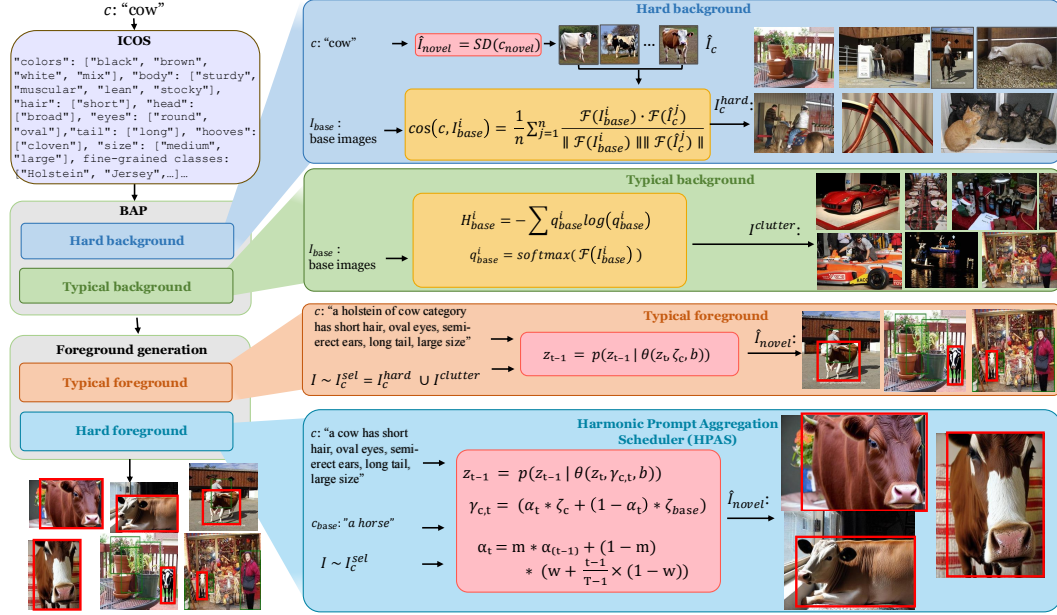 c: “cow”
ICOS
"colors": ["black", "brown",
"white", "mix"], "body": ["sturdy",
"muscular", "lean", "stocky"],
"hair": ["short"], "head":
["broad"], "eyes": ["round",
"oval"],"tail": ["long"], "hooves":
["cloven"], "size": ["medium",
"large"], fine-grained classes:
["Holstein", "Jersey",…]…
BAP
Hard background
Typical background
Foreground generation
Typical foreground
Hard foreground
Hard background
c: “cow”
Î_novel = SD(c_novel)
...
Î_c
I_base :
base images
cos(c, I^i_base) = 1/n ∑^n_{j=1} F(I^i_base) · F(Î^j_c) / ∥ F(I^i_base) ∥∥ F(Î^j_c) ∥
I^hard_c :
Typical background
I_base :
base images
H^i_base = − ∑ q^i_base log(q^i_base)
q^i_base = softmax( F(I^i_base) )
I^clutter:
Typical foreground
c: “a holstein of cow category
has short hair, oval eyes, semi-
erect ears, long tail, large size”
I ~ I^sel_c = I^hard_c ∪ I^clutter
z_{t−1} = p(z_{t−1} | θ(z_t, ζ_c, b))
Î_novel:
Harmonic Prompt Aggregation
Scheduler (HPAS)
c: “a cow has short
hair, oval eyes, semi-
erect ears, long tail,
large size”
c_base: "a horse"
I ~ I^sel_c
z_{t−1} = p(z_{t−1} | θ(z_t, γ_{c,t}, b))
γ_{c,t} = (α_t * ζ_c + (1 − α_t) * ζ_base)
α_t = m * α_(t−1) + (1 − m)
* (w + t−1/T−1 × (1 − w))
Î_novel: